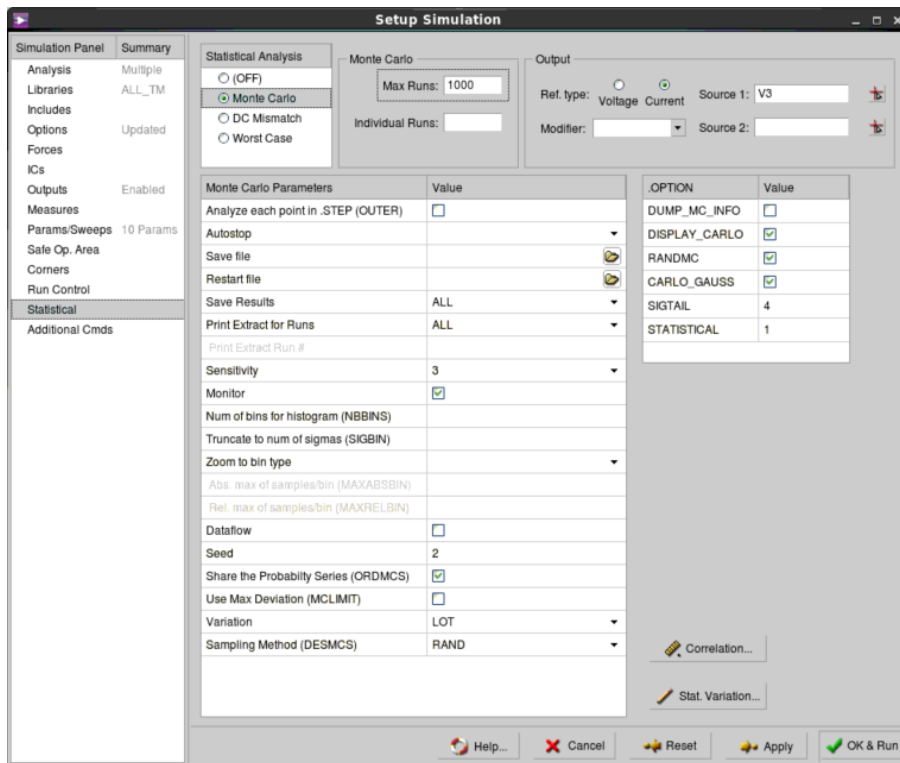 Setup Simulation
Simulation Panel Summary
Analysis Multiple
Libraries ALL_TM
Includes
Options Updated
Forces
ICs
Outputs Enabled
Measures
Params/Sweeps 10 Params
Safe Op. Area
Corners
Run Control
Statistical
Additional Cmds
Statistical Analysis
(OFF)
Monte Carlo
DC Mismatch
Worst Case
Monte Carlo
Max Runs: 1000
Individual Runs:
Output
Ref. type: Voltage Current Source 1: V3
Modifier: Source 2:
Monte Carlo Parameters Value
Analyze each point in .STEP (OUTER)
Autostop
Save file
Restart file
Save Results ALL
Print Extract for Runs ALL
Print Extract Run #
Sensitivity 3
Monitor
Num of bins for histogram (NBBINS)
Truncate to num of sigmas (SIGBIN)
Zoom to bin type
Abs. max of samples/bin (MAXABSBIN)
Rel. max of samples/bin (MAXRELBIN)
Dataflow
Seed 2
Share the Probabilty Series (ORDMCS)
Use Max Deviation (MCLIMIT)
Variation LOT
Sampling Method (DESMCS) RAND
.OPTION Value
DUMP_MC_INFO
DISPLAY_CARLO
RANDMC
CARLO_GAUSS
SIGTAIL 4
STATISTICAL 1
Correlation...
Stat. Variation...
Help... Cancel Reset Apply OK & Run